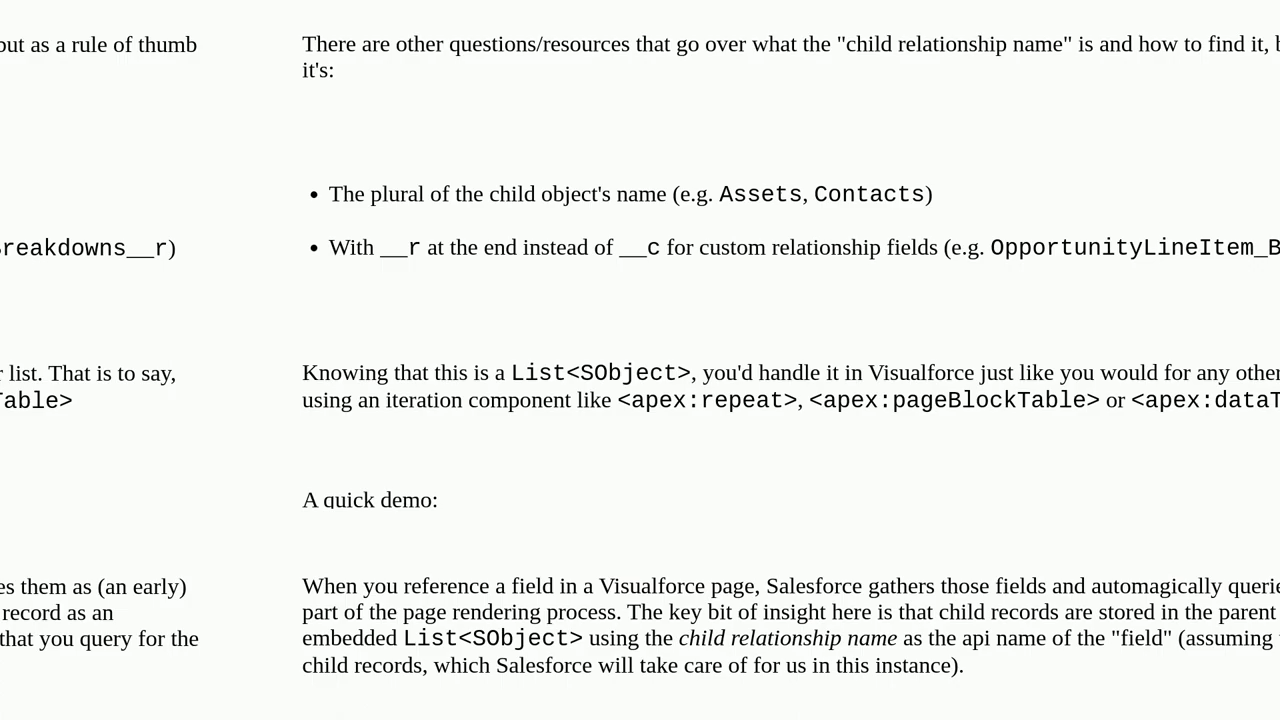 There are other questions/resources that go over what the "child relationship name" is and how to find it, but as a rule of thumb
it's:
• The plural of the child object's name (e.g. Assets, Contacts)
• With __r at the end instead of __c for custom relationship fields (e.g. OpportunityLineItem_Breakdowns__r)
Knowing that this is a List<SObject>, you'd handle it in Visualforce just like you would for any other list. That is to say,
using an iteration component like <apex:repeat>, <apex:pageBlockTable> or <apex:dataTable>
A quick demo:
When you reference a field in a Visualforce page, Salesforce gathers those fields and automagically queries them as (an early)
part of the page rendering process. The key bit of insight here is that child records are stored in the parent record as an
embedded List<SObject> using the child relationship name as the api name of the "field" (assuming that you query for the
child records, which Salesforce will take care of for us in this instance).